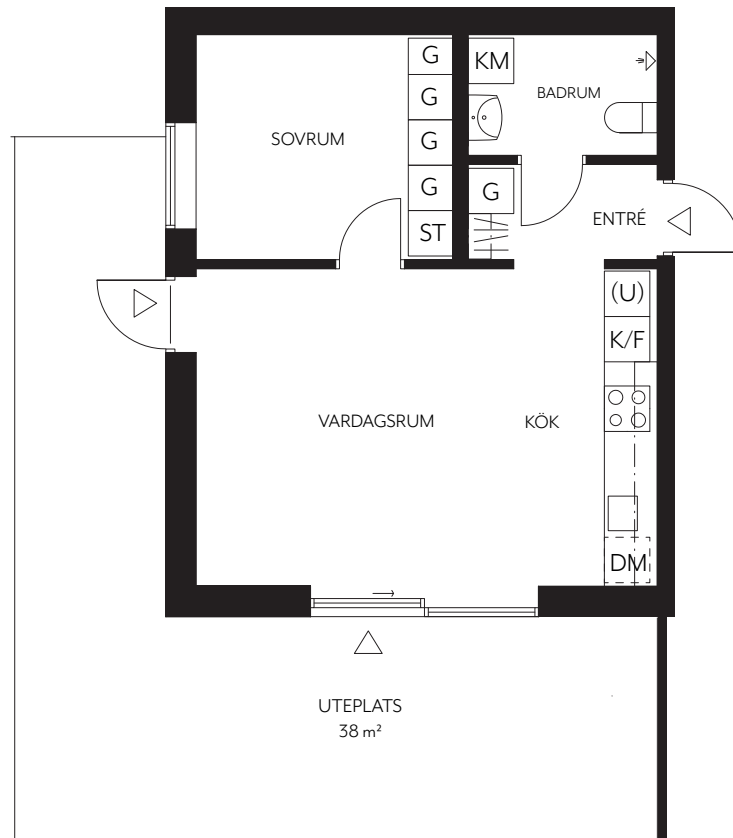 G
KM
BADRUM
G
SOVRUM
G
G
G
ST
ENTRÉ
(U)
K/F
VARDAGSRUM
KÖK
DM
UTEPLATS
38 m²